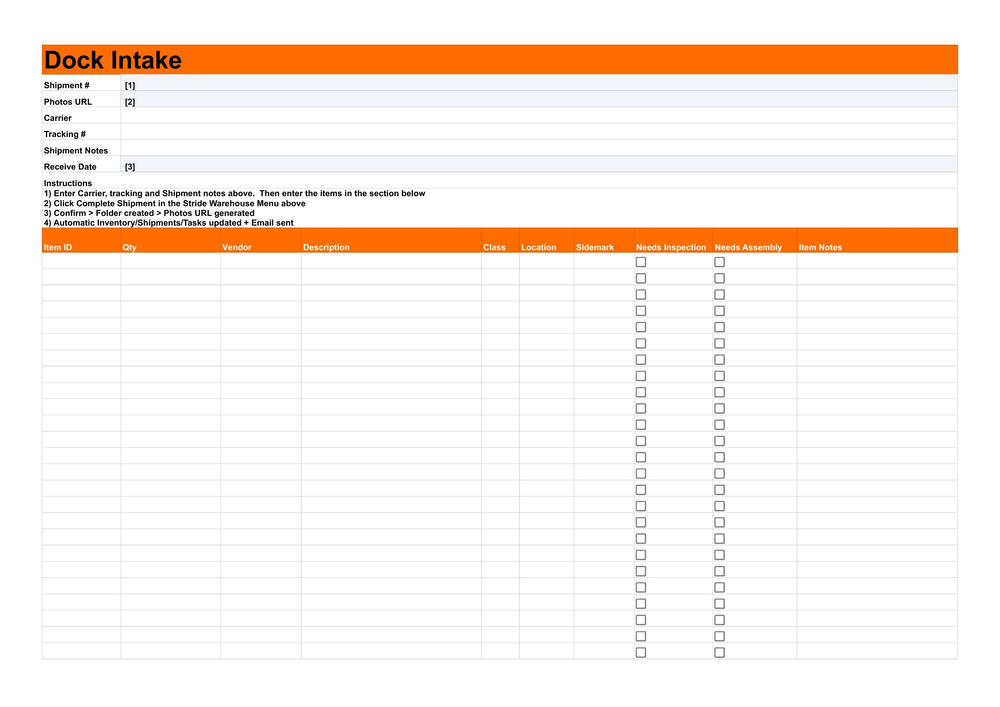 Dock Intake
Shipment # [1]
Photos URL [2]
Carrier
Tracking #
Shipment Notes
Receive Date [3]
Instructions
1) Enter Carrier, tracking and Shipment notes above.  Then enter the items in the section below
2) Click Complete Shipment in the Stride Warehouse Menu above
3) Confirm > Folder created > Photos URL generated
4) Automatic Inventory/Shipments/Tasks updated + Email sent
Item ID Qty Vendor Description Class Location Sidemark Needs Inspection Needs Assembly Item Notes